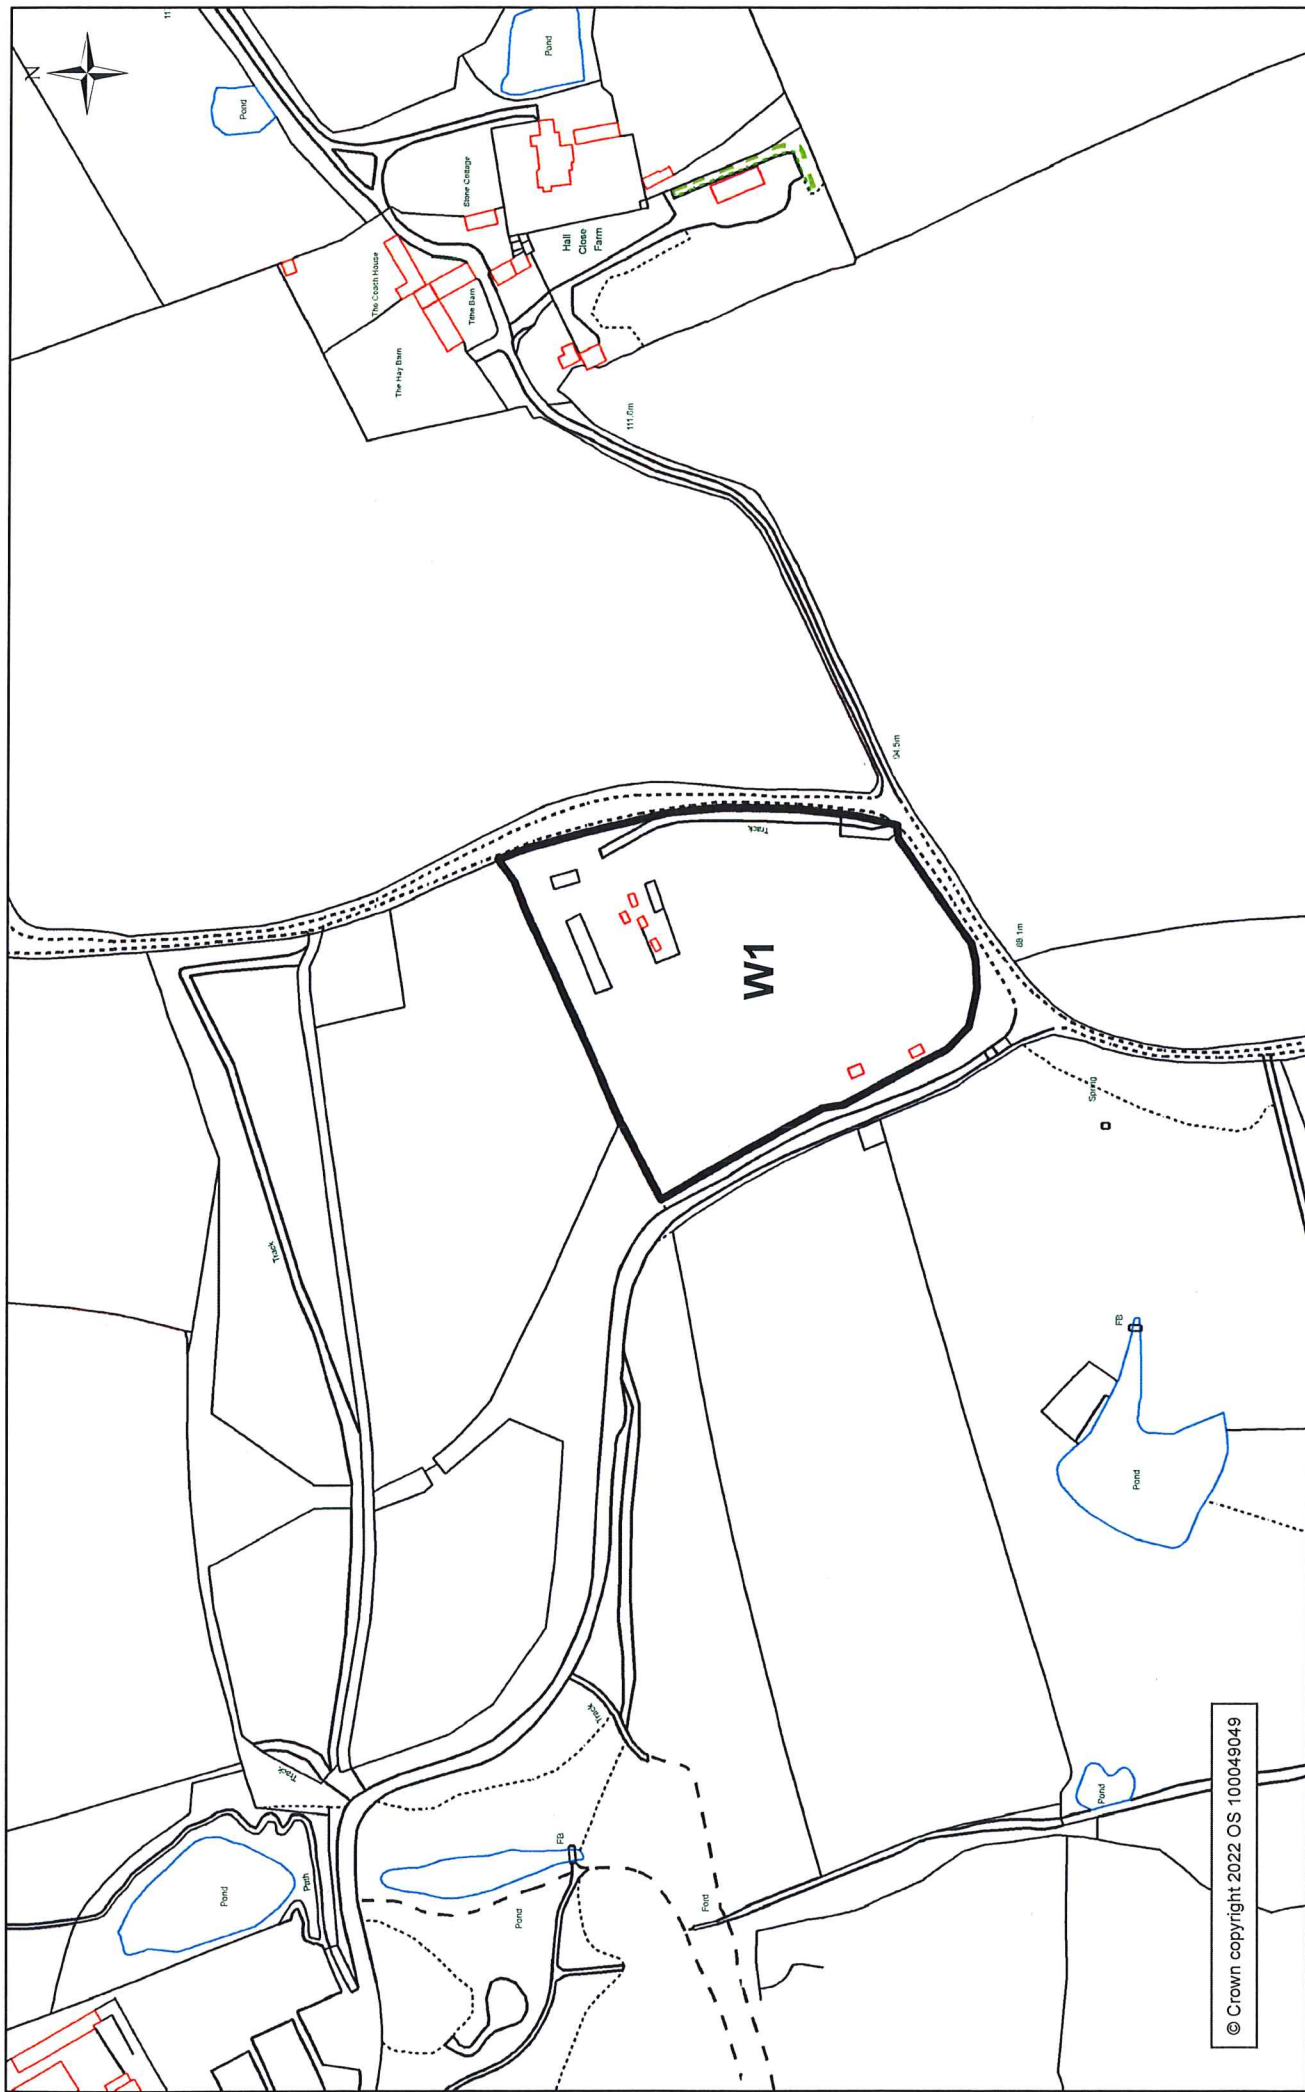 N
11
Pond
Pond
Stone Cottage
The Coach House
Tithe Barn
The Hay Barn
Hall
Close
Farm
111.6m
94.5m
Track
W1
88.1m
Spring
Track
FB
Pond
Track
Track
Pond
Path
FB
Pond
Ford
Pond
© Crown copyright 2022 OS 100049049